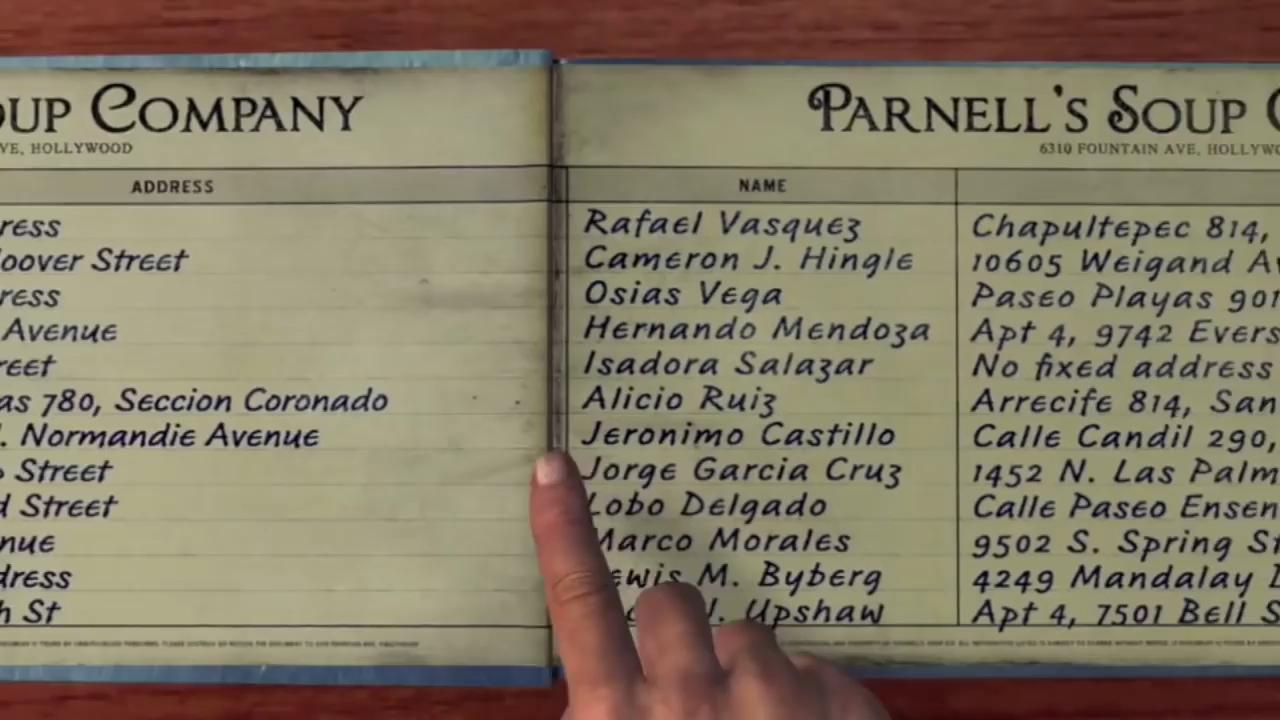 OUP COMPANY
VE, HOLLYWOOD
ADDRESS
ress
oover Street
ress
Avenue
reet
as 780, Seccion Coronado
. Normandie Avenue
Street
d Street
nue
dress
h St
PARNELL'S SOUP C
6310 FOUNTAIN AVE, HOLLYWO
NAME
Rafael Vasquez Chapultepec 814,
Cameron J. Hingle 10605 Weigand Av
Osias Vega Paseo Playas 901
Hernando Mendoza Apt 4, 9742 Evers
Isadora Salazar No fixed address
Alicio Ruiz Arrecife 814, San
Jeronimo Castillo Calle Candil 290,
Jorge Garcia Cruz 1452 N. Las Palm
Lobo Delgado Calle Paseo Ensen
Marco Morales 9502 S. Spring St
ewis M. Byberg 4249 Mandalay D
J. Upshaw Apt 4, 7501 Bell S